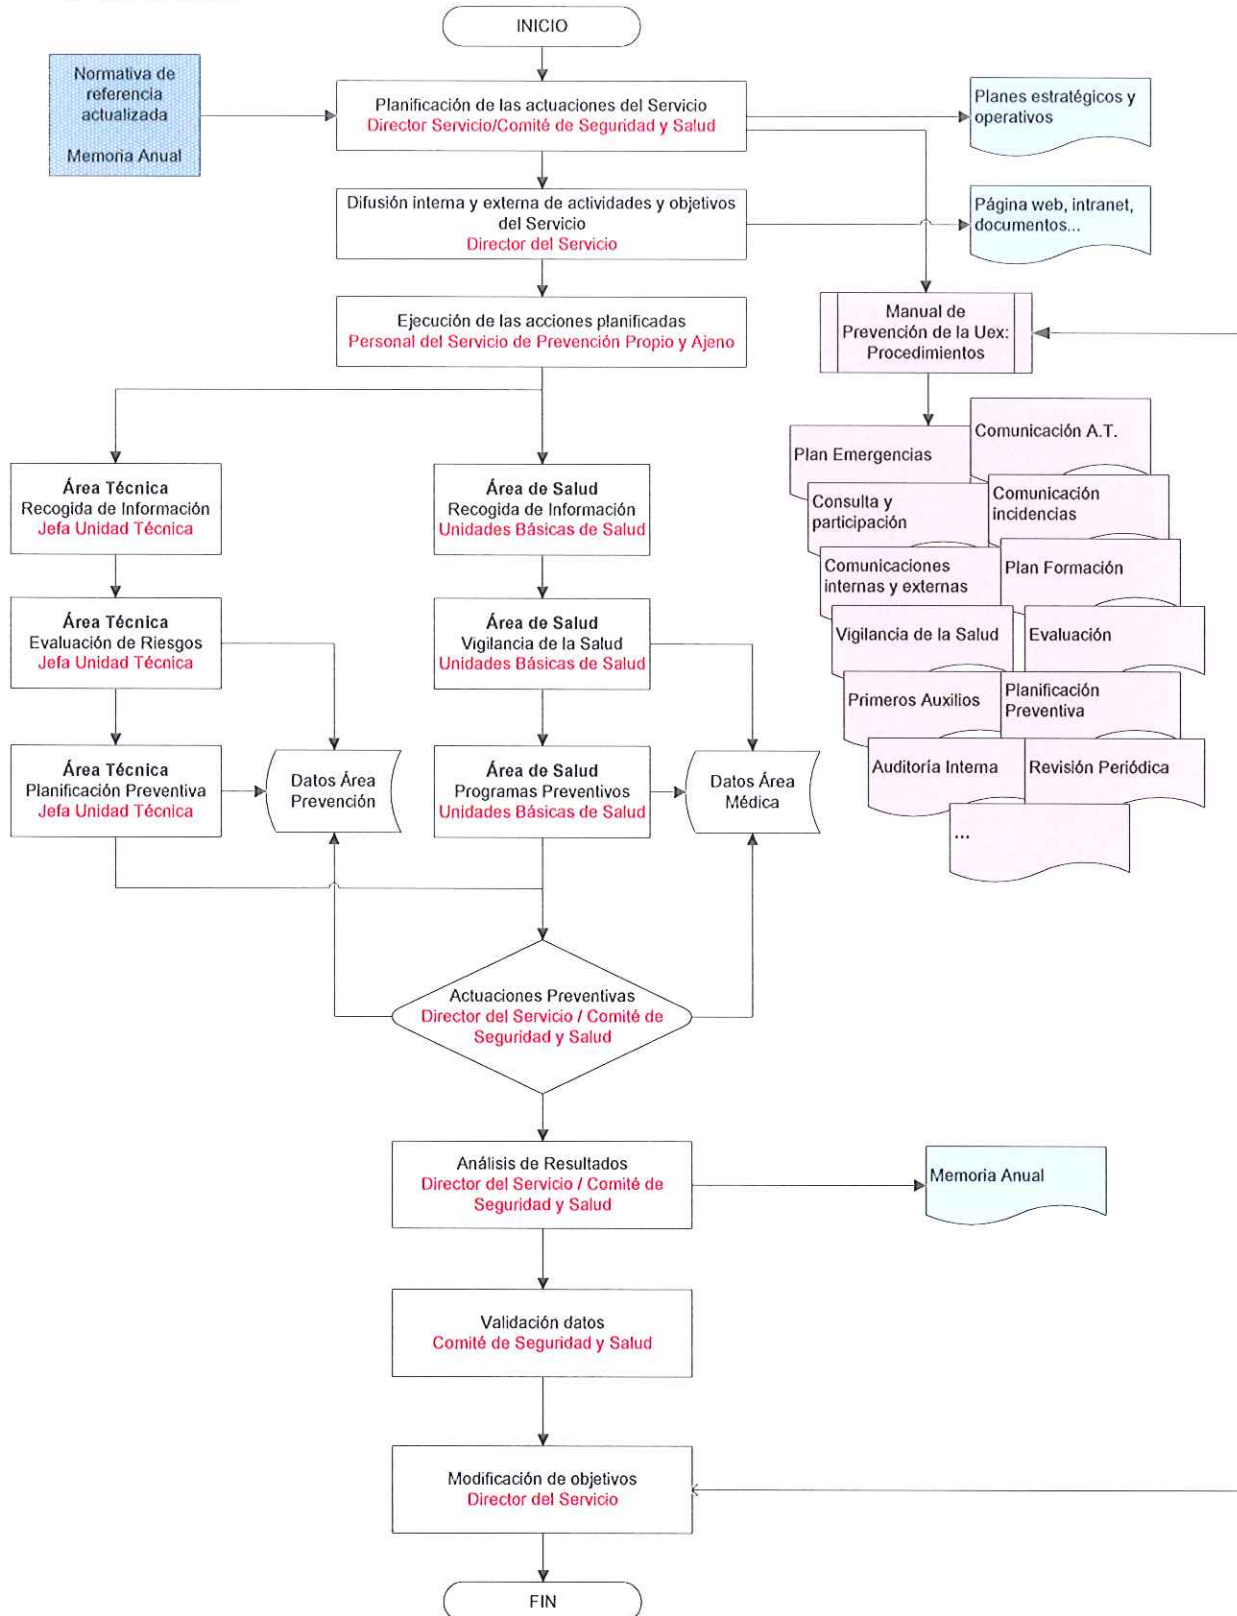 INICIO
Normativa de
referencia
actualizada
Memoria Anual
Planificación de las actuaciones del Servicio
Director Servicio/Comité de Seguridad y Salud
Planes estratégicos y
operativos
Difusión interna y externa de actividades y objetivos
del Servicio
Director del Servicio
Página web, intranet,
documentos...
Ejecución de las acciones planificadas
Personal del Servicio de Prevención Propio y Ajeno
Manual de
Prevención de la Uex:
Procedimientos
Plan Emergencias
Comunicación A.T.
Consulta y
participación
Comunicación
incidencias
Comunicaciones
internas y externas
Plan Formación
Vigilancia de la Salud
Evaluación
Primeros Auxilios
Planificación
Preventiva
Auditoría Interna
Revisión Periódica
...
Área Técnica
Recogida de Información
Jefa Unidad Técnica
Área de Salud
Recogida de Información
Unidades Básicas de Salud
Área Técnica
Evaluación de Riesgos
Jefa Unidad Técnica
Área de Salud
Vigilancia de la Salud
Unidades Básicas de Salud
Área Técnica
Planificación Preventiva
Jefa Unidad Técnica
Datos Área
Prevención
Área de Salud
Programas Preventivos
Unidades Básicas de Salud
Datos Área
Médica
Actuaciones Preventivas
Director del Servicio / Comité de
Seguridad y Salud
Análisis de Resultados
Director del Servicio / Comité de
Seguridad y Salud
Memoria Anual
Validación datos
Comité de Seguridad y Salud
Modificación de objetivos
Director del Servicio
FIN